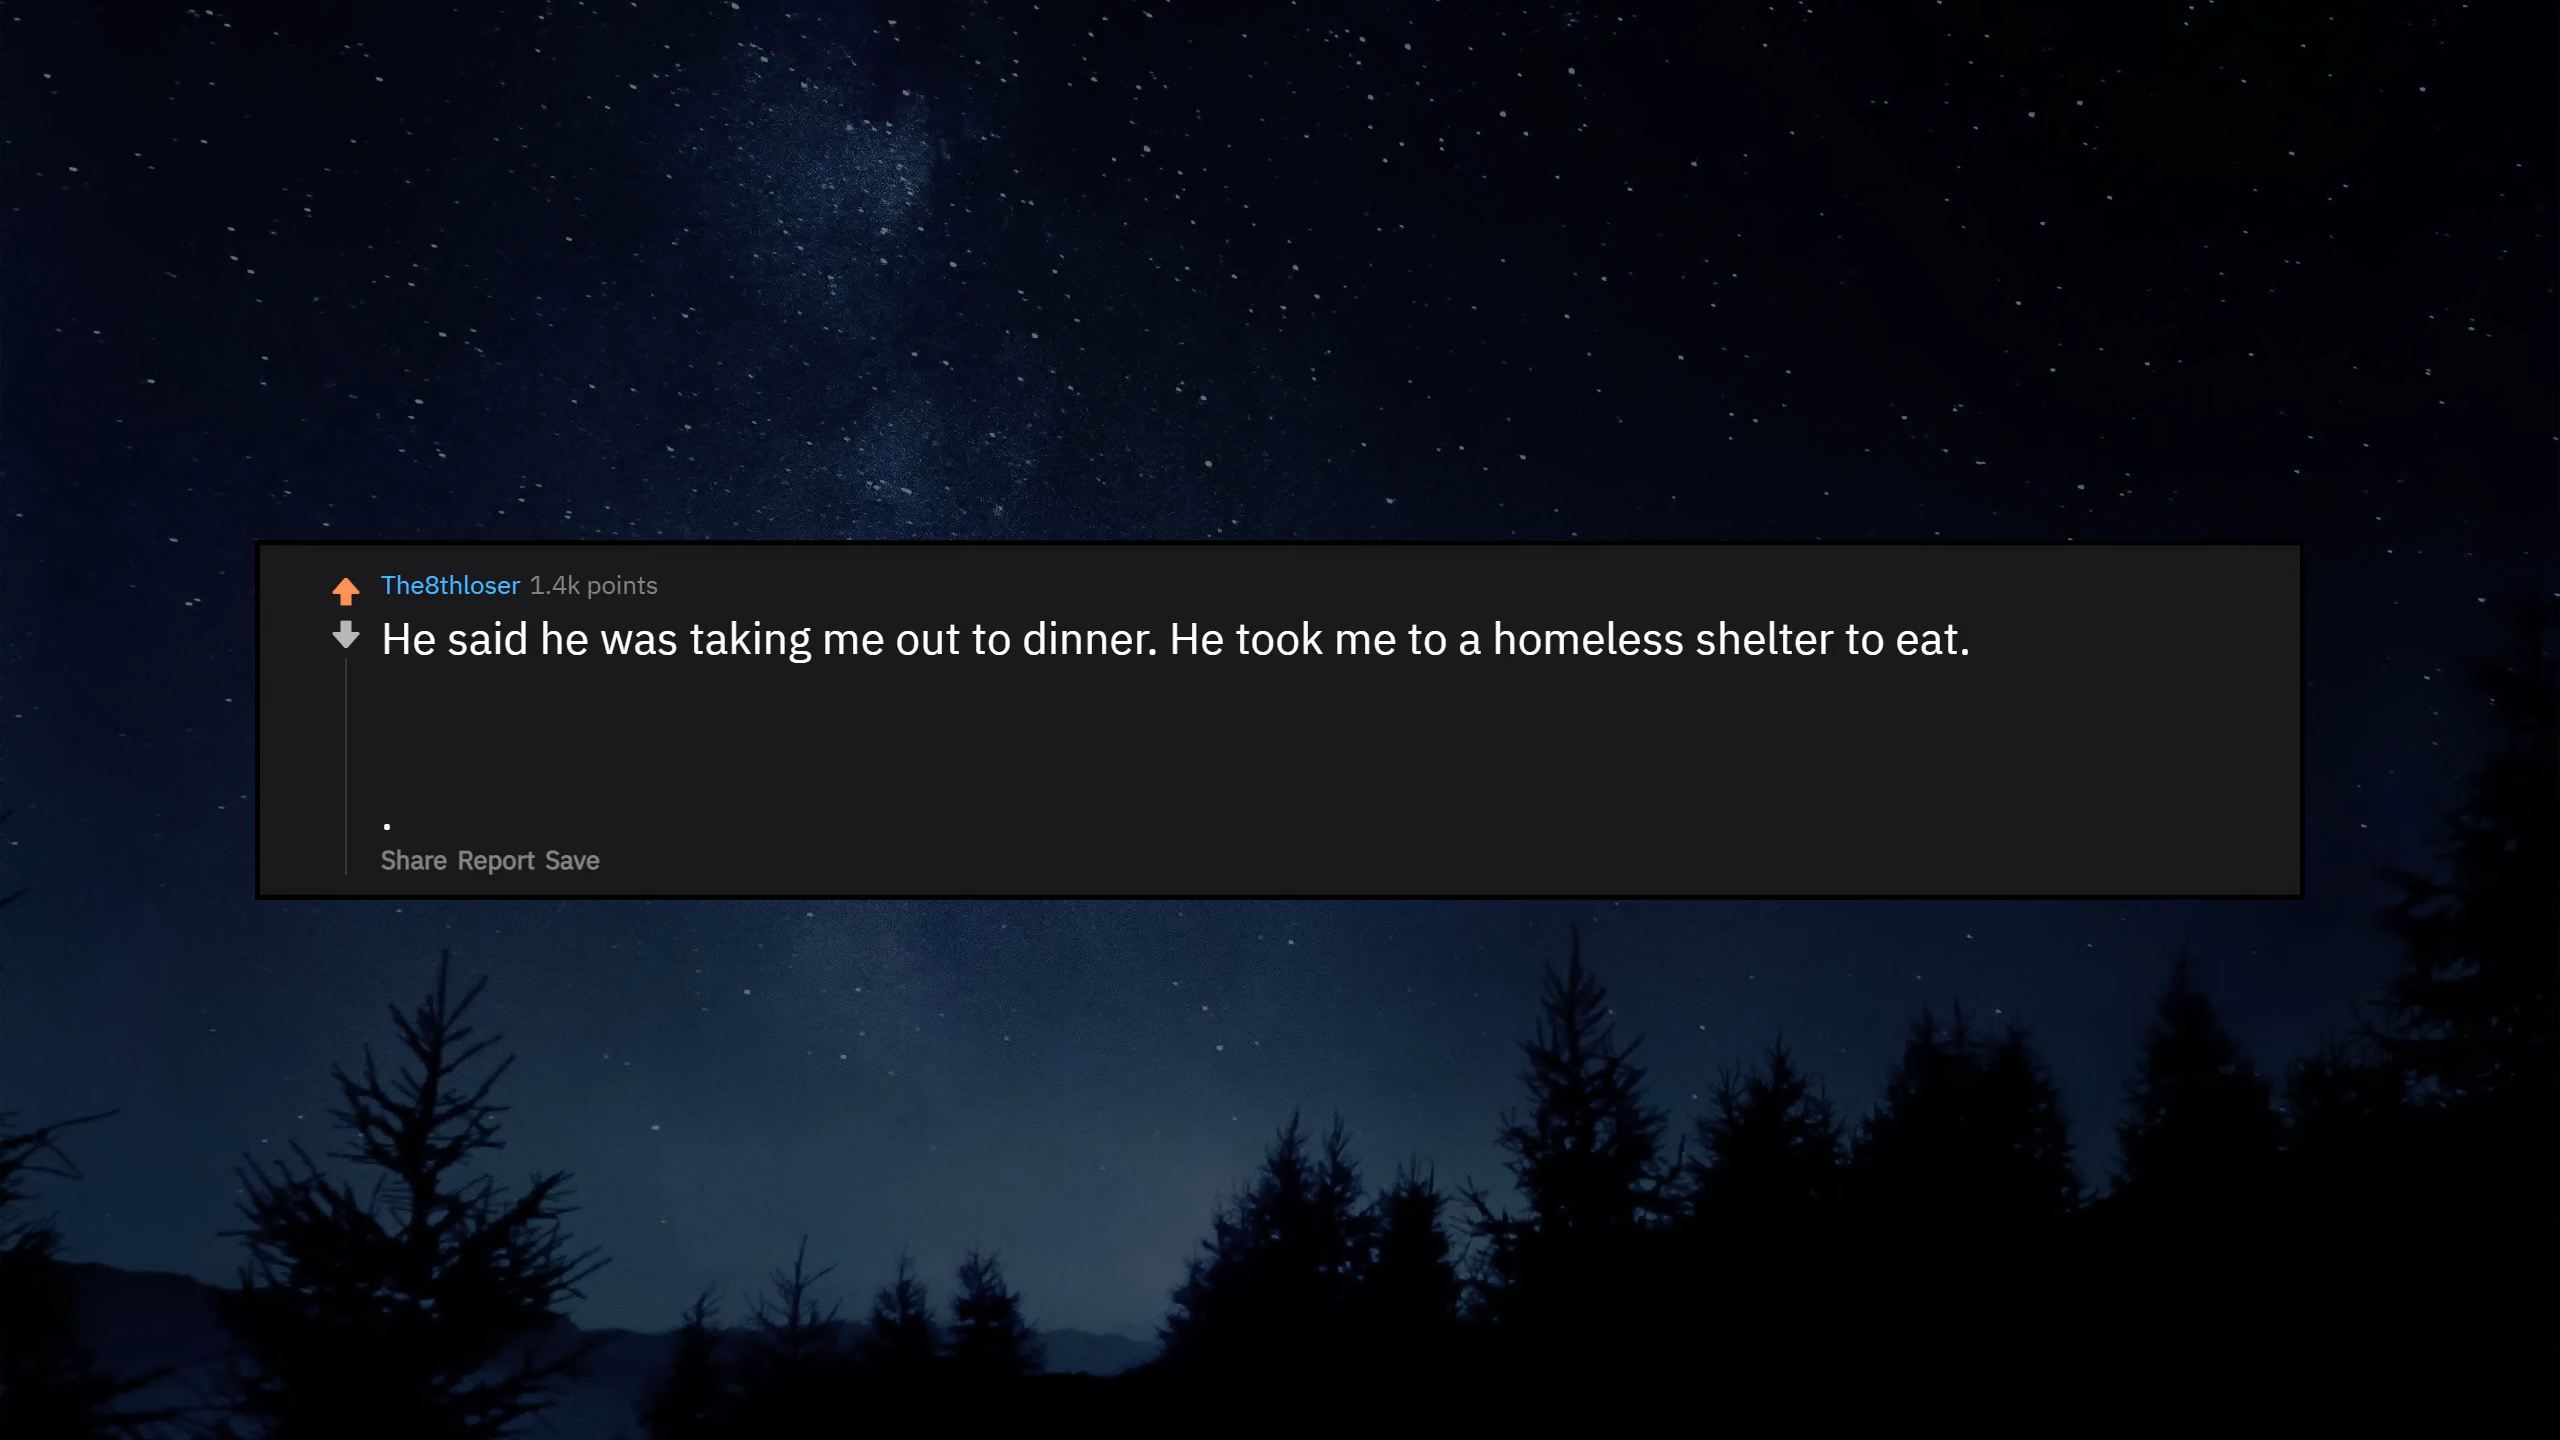 The8thloser 1.4k points
He said he was taking me out to dinner. He took me to a homeless shelter to eat.
.
Share Report Save